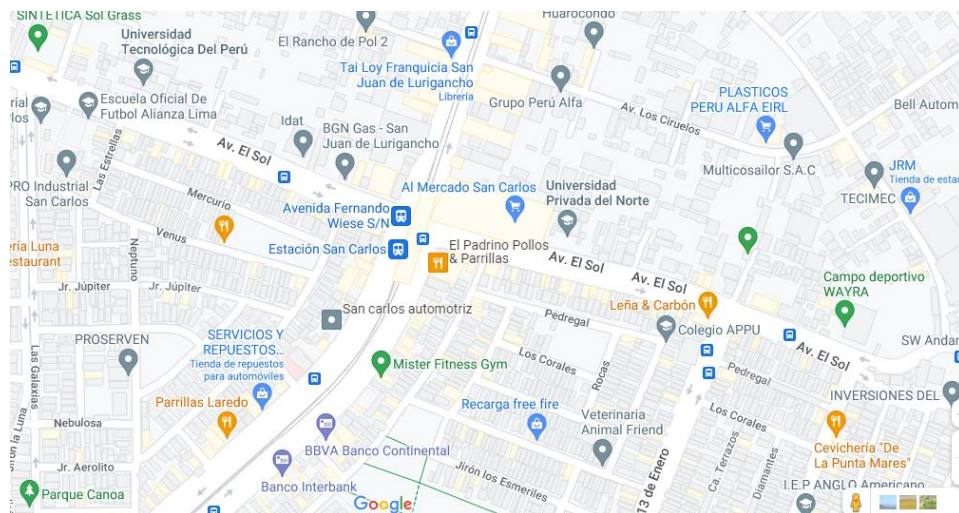 SINTETICA Sol Grass
Huarocondo
Universidad
Tecnológica Del Perú
El Rancho de Pol 2
Tai Loy Franquicia San
Juan de Lurigancho
Librería
Grupo Perú Alfa
PLASTICOS
PERU ALFA EIRL
Av. Los Ciruelos
Bell Autom
Escuela Oficial De
Futbol Alianza Lima
Idat
BGN Gas - San
Juan de Lurigancho
Av. El Sol
Multicosailor S.A.C
JRM
Tienda de estam
TECIMEC
Las Estrellas
PRO Industrial
San Carlos
Mercurio
Al Mercado San Carlos
Universidad
Privada del Norte
Avenida Fernando
Wiese S/N
Estación San Carlos
El Padrino Pollos
& Parrillas
Venus
Neptuno
ería Luna
estaurant
Av. El Sol
Av. El Sol
Campo deportivo
WAYRA
Jr. Júpiter
Jr. Júpiter
San carlos automotriz
Leña & Carbón
Pedregal
Colegio APPU
PROSERVEN
SERVICIOS Y
REPUESTOS...
Tienda de repuestos
para automóviles
Av. El Sol
SW Andar
Los Corales
Mister Fitness Gym
Rocas
Pedregal
Las Galaxias
INVERSIONES DEL
Parrillas Laredo
Recarga free fire
Los Corales
Nebulosa
Veterinaria
Animal Friend
BBVA Banco Continental
Cevichería "De
La Punta Mares"
Jr. Aerolito
Banco Interbank
Jirón los Esmeriles
13 de Enero
Ca. Terrazos
Diamantes
I.E.P ANGLO Americano
Parque Canoa
Google